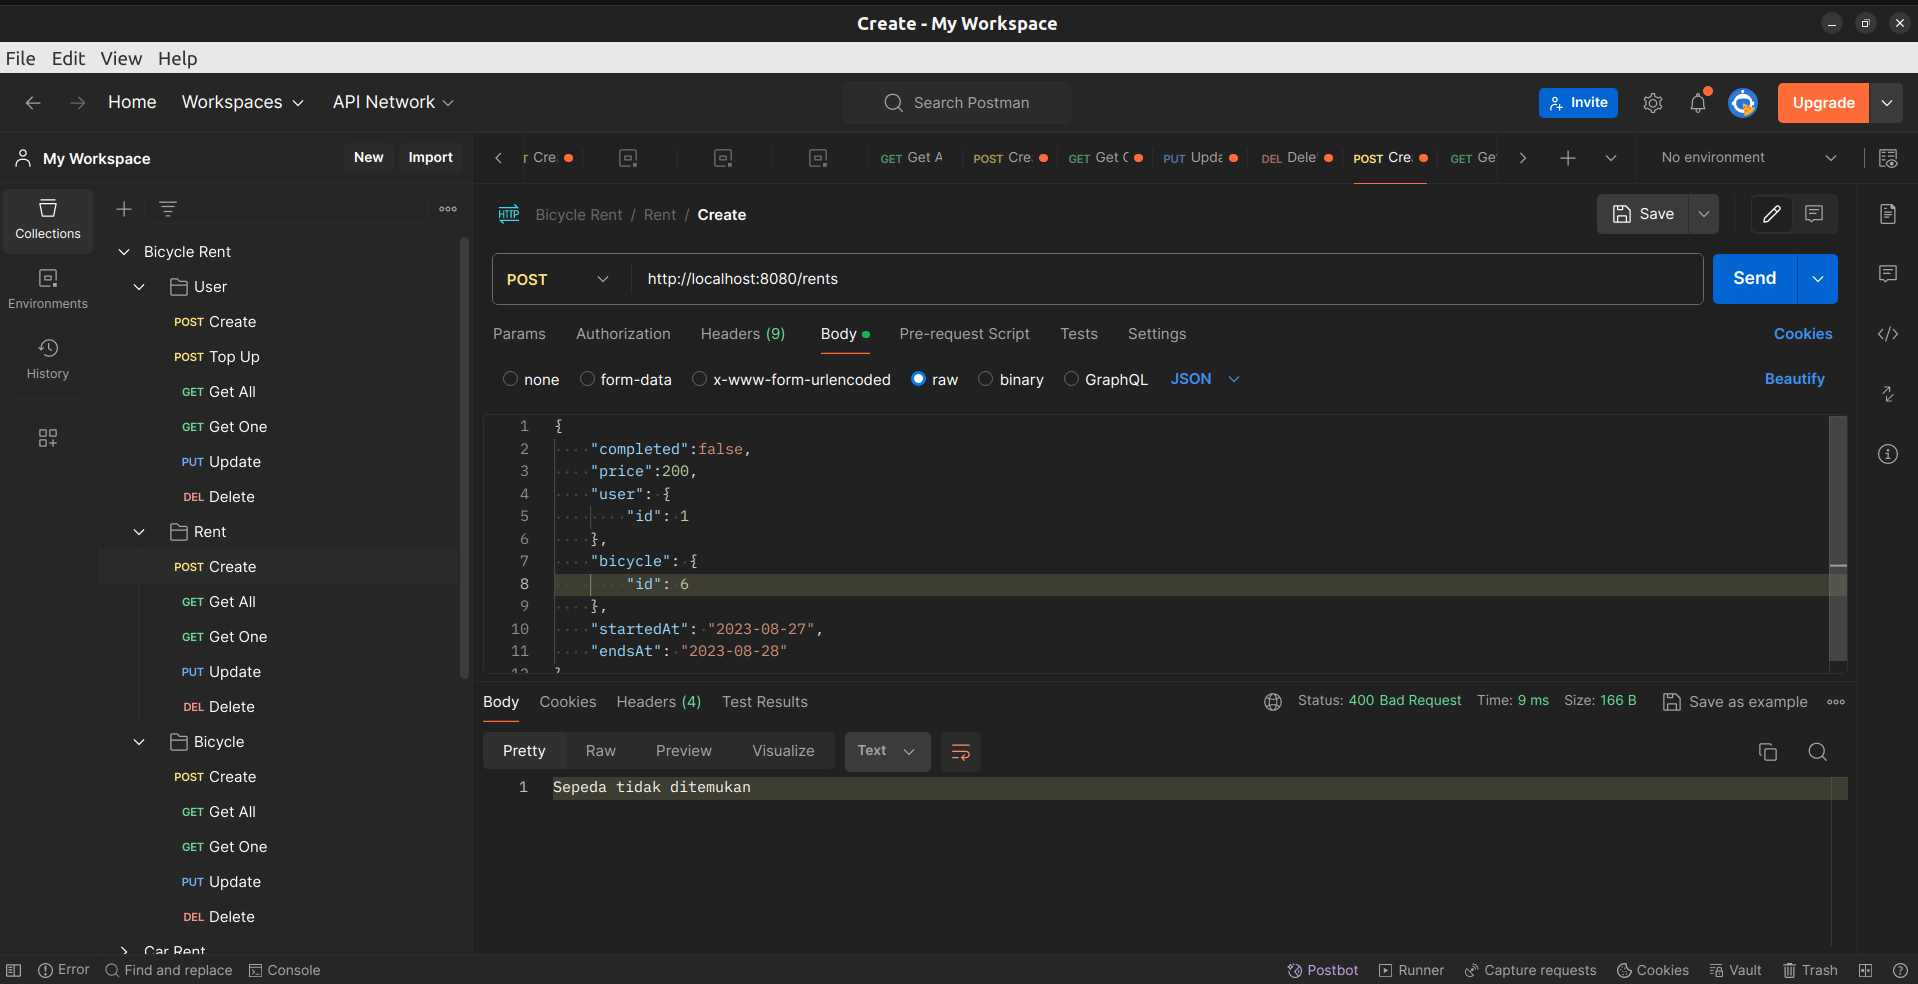 Create - My Workspace
File Edit View Help
Home Workspaces API Network
Search Postman
Invite
Upgrade
My Workspace
New Import
Cre
GET Get A
POST Cre
GET Get
PUT Upda
DEL Dele
POST Cre
GET Ge
No environment
Collections
Environments
History
Bicycle Rent
User
POST Create
POST Top Up
GET Get All
GET Get One
PUT Update
DEL Delete
Rent
POST Create
GET Get All
GET Get One
PUT Update
DEL Delete
Bicycle
POST Create
GET Get All
GET Get One
PUT Update
DEL Delete
Car Rent
HTTP Bicycle Rent / Rent / Create
Save
POST http://localhost:8080/rents
Send
Params Authorization Headers (9) Body Pre-request Script Tests Settings
Cookies
none form-data x-www-form-urlencoded raw binary GraphQL JSON
Beautify
1 {
2 "completed":false,
3 "price":200,
4 "user": {
5 "id": 1
6 },
7 "bicycle": {
8 "id": 6
9 },
10 "startedAt": "2023-08-27",
11 "endsAt": "2023-08-28"
12 }
Body Cookies Headers (4) Test Results
Status: 400 Bad Request Time: 9 ms Size: 166 B
Save as example
Pretty Raw Preview Visualize Text
1 Sepeda tidak ditemukan
Error Find and replace Console
Postbot Runner Capture requests Cookies Vault Trash